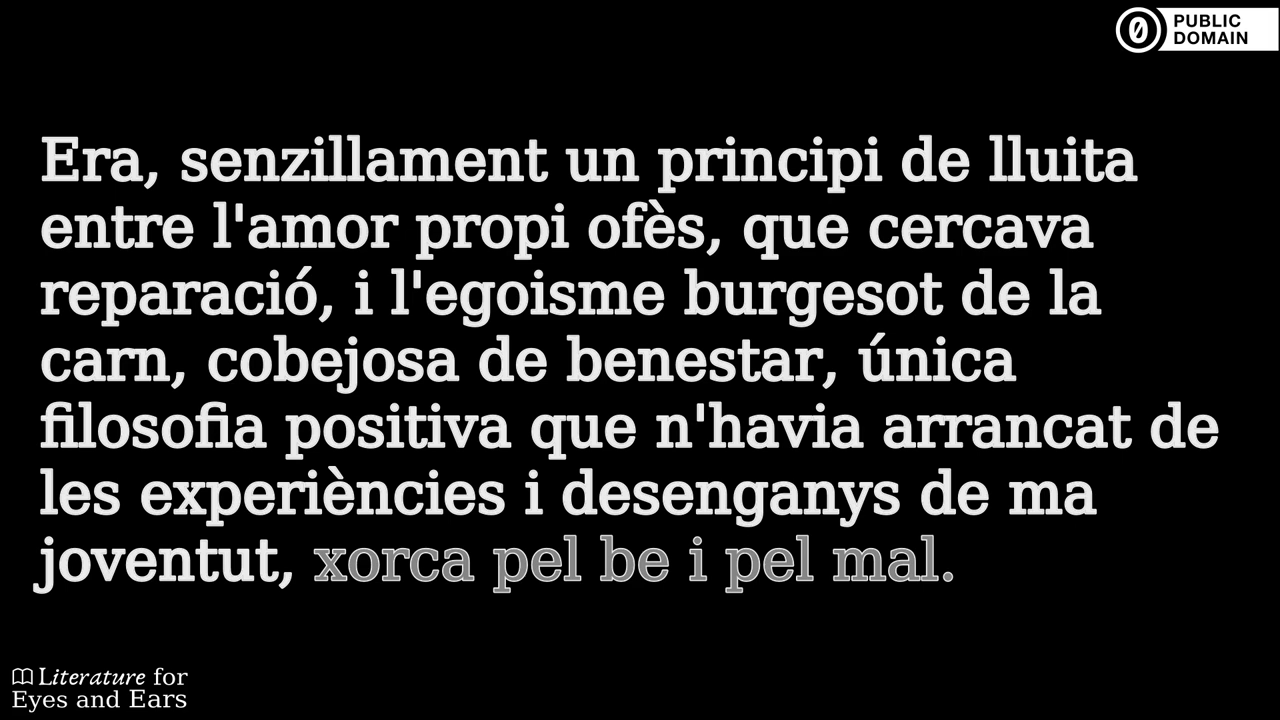 PUBLIC
DOMAIN
Era, senzillament un principi de lluita
entre l'amor propi ofès, que cercava
reparació, i l'egoisme burgesot de la
carn, cobejosa de benestar, única
filosofia positiva que n'havia arrancat de
les experiències i desenganys de ma
joventut, xorca pel be i pel mal.
Literature for
Eyes and Ears